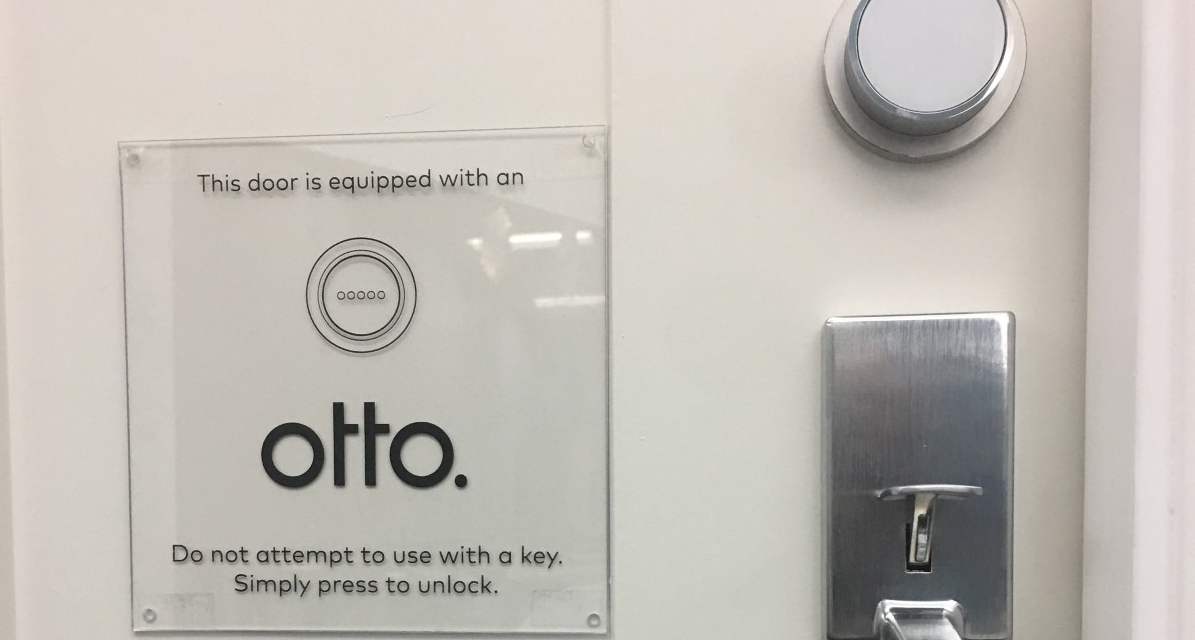 This door is equipped with an
otto.
Do not attempt to use with a key.
Simply press to unlock.